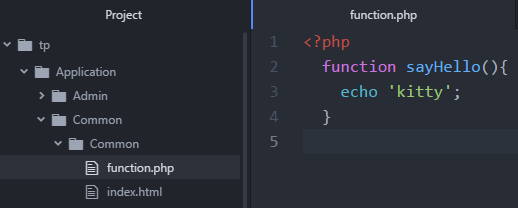 Project
tp
Application
Admin
Common
Common
function.php
index.html
function.php
1 <?php
2 function sayHello(){
3 echo 'kitty';
4 }
5